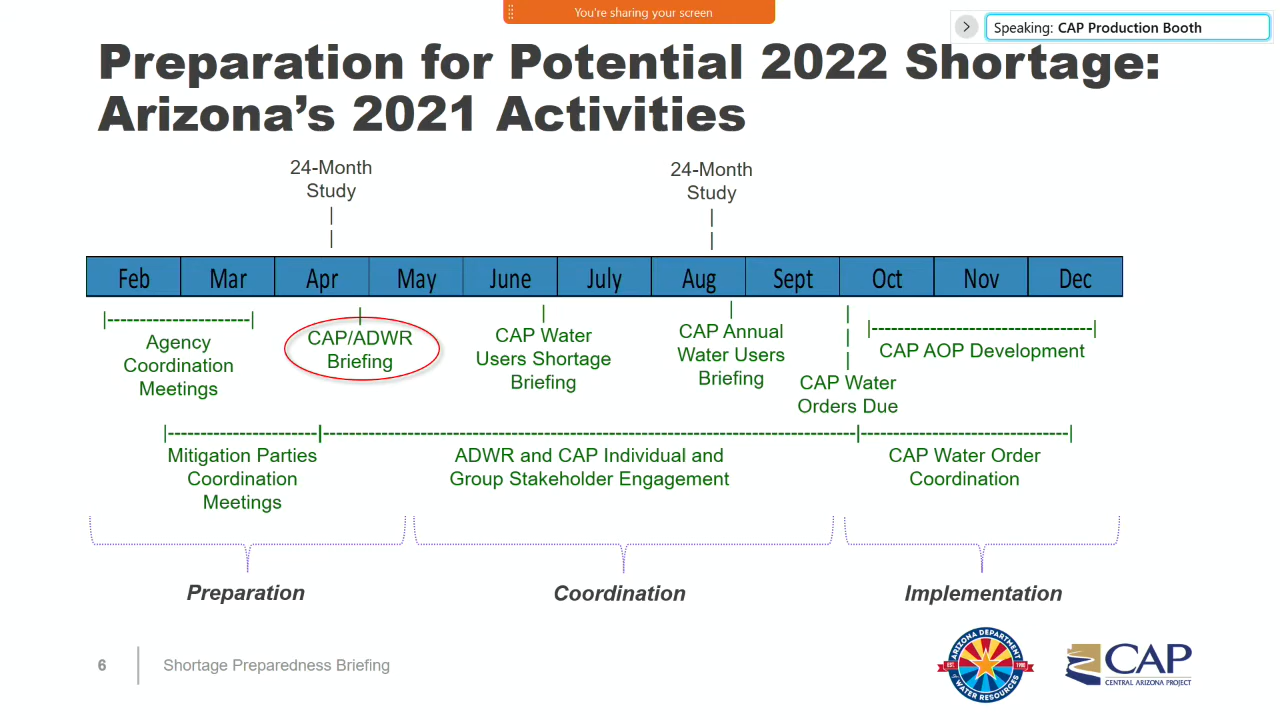 You're sharing your screen
Speaking: CAP Production Booth
Preparation for Potential 2022 Shortage:
Arizona's 2021 Activities
24-Month
Study
24-Month
Study
Feb Mar Apr May June July Aug Sept Oct Nov Dec
Agency
Coordination
Meetings
CAP/ADWR
Briefing
CAP Water
Users Shortage
Briefing
CAP Annual
Water Users
Briefing
CAP Water
Orders Due
CAP AOP Development
Mitigation Parties
Coordination
Meetings
ADWR and CAP Individual and
Group Stakeholder Engagement
CAP Water Order
Coordination
Preparation
Coordination
Implementation
6
Shortage Preparedness Briefing
ARIZONA DEPARTMENT
EST. 1980
of WATER RESOURCES
CAP
CENTRAL ARIZONA PROJECT